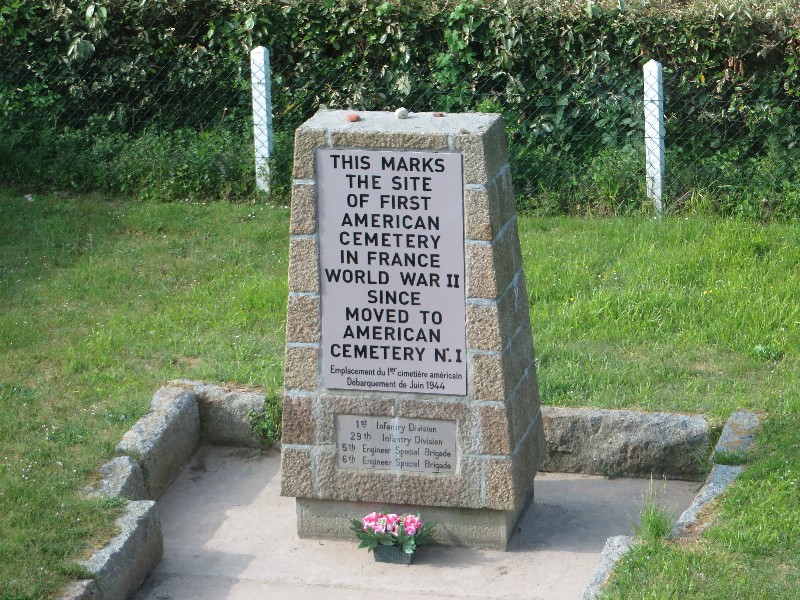 THIS MARKS
THE SITE
OF FIRST
AMERICAN
CEMETERY
IN FRANCE
WORLD WAR II
SINCE
MOVED TO
AMERICAN
CEMETERY Nº. I
Emplacement du 1er cimetière américain
Débarquement de Juin 1944
1st Infantry Division
29th Infantry Division
5th Engineer Special Brigade
6th Engineer Special Brigade